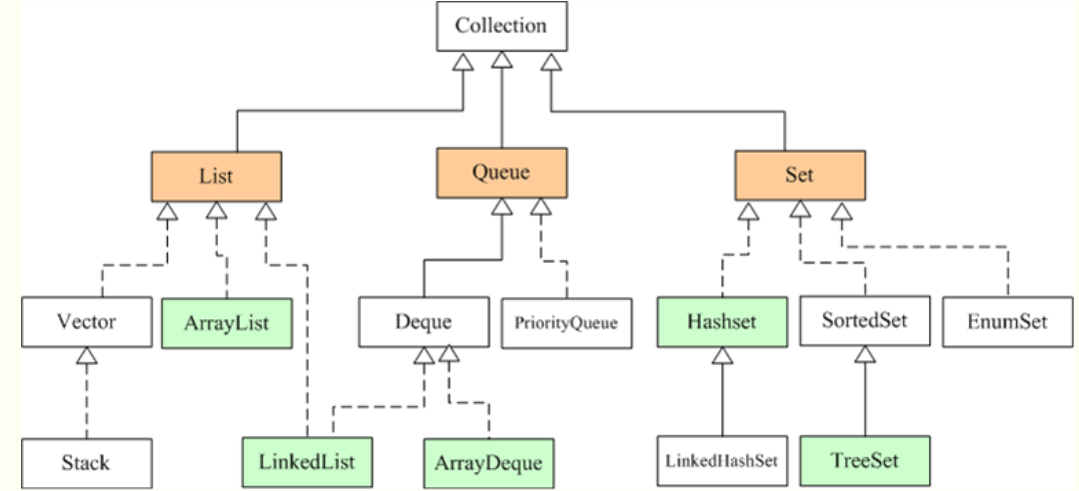 Collection
List
Queue
Set
Vector
ArrayList
Deque
PriorityQueue
Hashset
SortedSet
EnumSet
Stack
LinkedList
ArrayDeque
LinkedHashSet
TreeSet